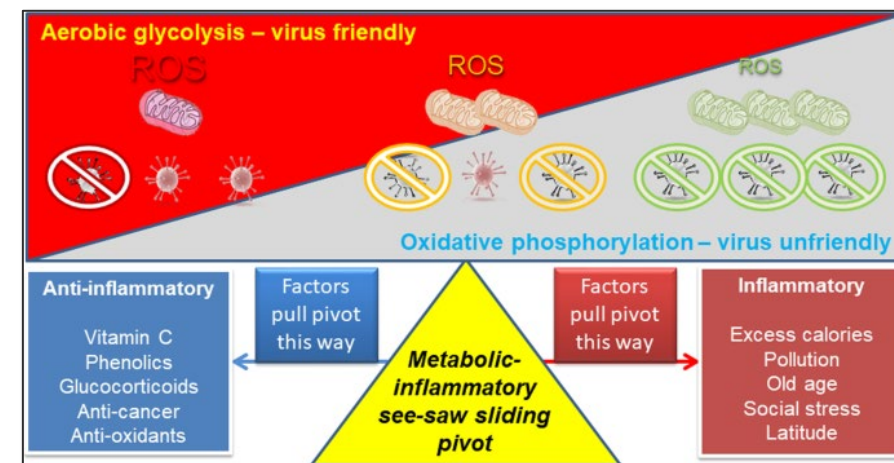 Aerobic glycolysis – virus friendly
ROS
ROS
ROS
Oxidative phosphorylation – virus unfriendly
Anti-inflammatory
Vitamin C
Phenolics
Glucocorticoids
Anti-cancer
Anti-oxidants
Factors
pull pivot
this way
Metabolic-
inflammatory
see-saw sliding
pivot
Factors
pull pivot
this way
Inflammatory
Excess calories
Pollution
Old age
Social stress
Latitude